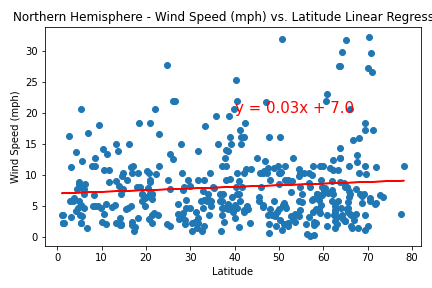 Northern Hemisphere - Wind Speed (mph) vs. Latitude Linear Regress
30
25
20
15
10
5
0
Wind Speed (mph)
y = 0.03x + 7.0
0 10 20 30 40 50 60 70 80
Latitude